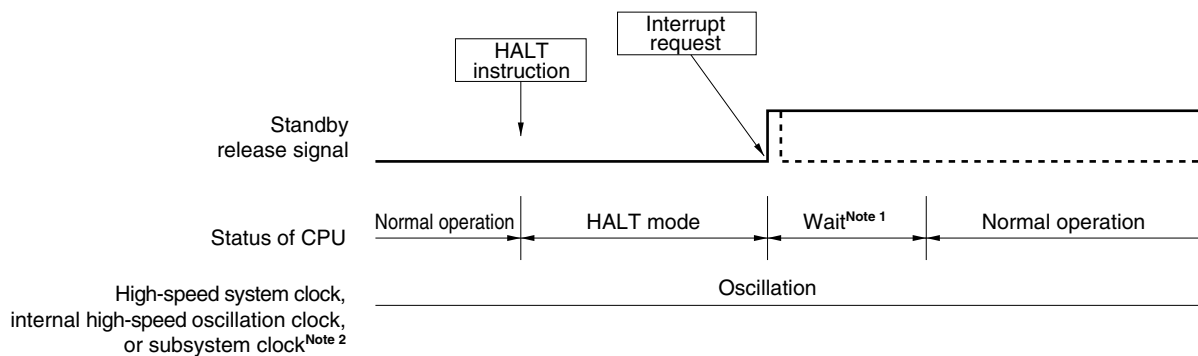 Interrupt
request
HALT
instruction
Standby
release signal
Status of CPU
Normal operation
HALT mode
WaitNote 1
Normal operation
High-speed system clock,
internal high-speed oscillation clock,
or subsystem clockNote 2
Oscillation